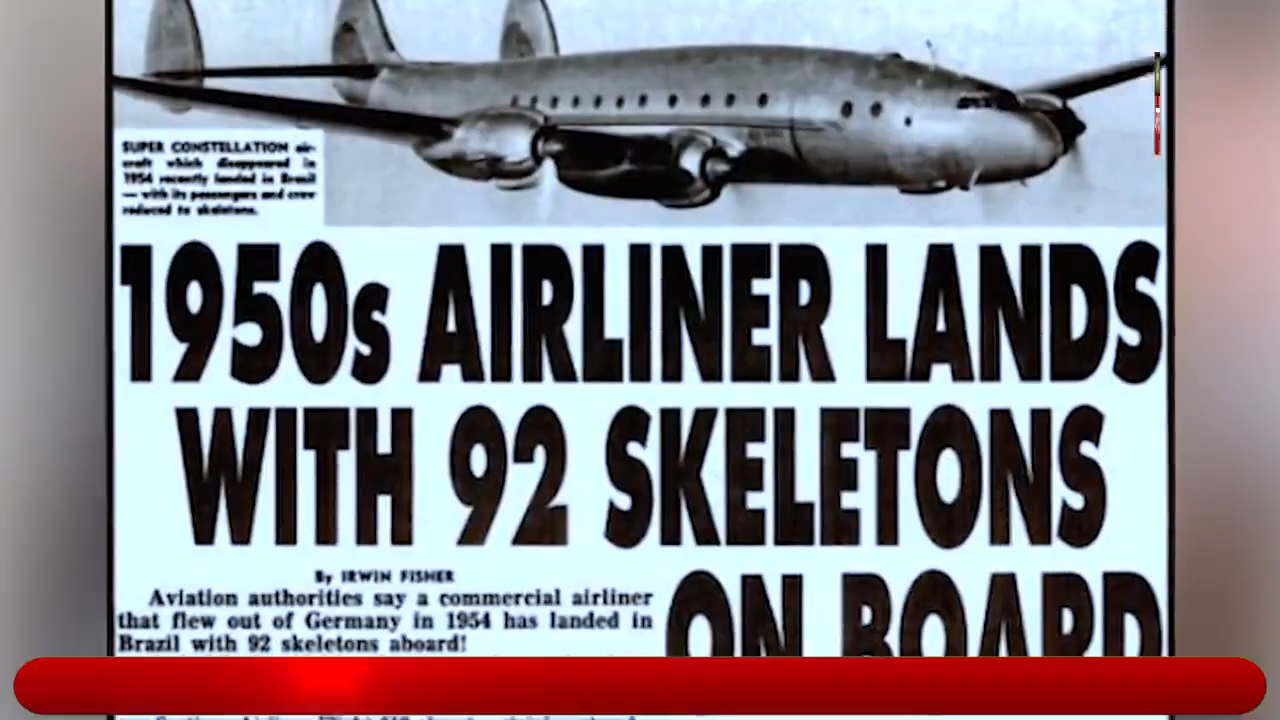 SUPER CONSTELLATION air-
craft which disappeared in
1954 recently landed in Brazil
— with its passengers and crew
reduced to skeletons.
1950s AIRLINER LANDS
WITH 92 SKELETONS
ON BOARD
By IRWIN FISHER
Aviation authorities say a commercial airliner
that flew out of Germany in 1954 has landed in
Brazil with 92 skeletons aboard!